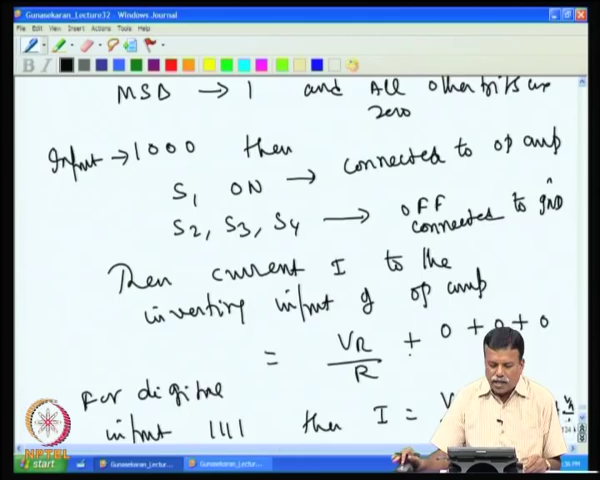 Gunasekaran_Lecture32 - Windows Journal
File Edit View Insert Actions Tools Help
MSB → 1 and All other bits are
zero
Input → 1000 then
S1 ON → connected to op amp
S2, S3, S4 → OFF connected to gnd
Then current I to the
inverting input of op amp
= VR/R + 0 + 0 + 0
For digital
input 1111 then I =
NPTEL
start Gunasekaran_Lectur... Gunasekaran_Lectur...